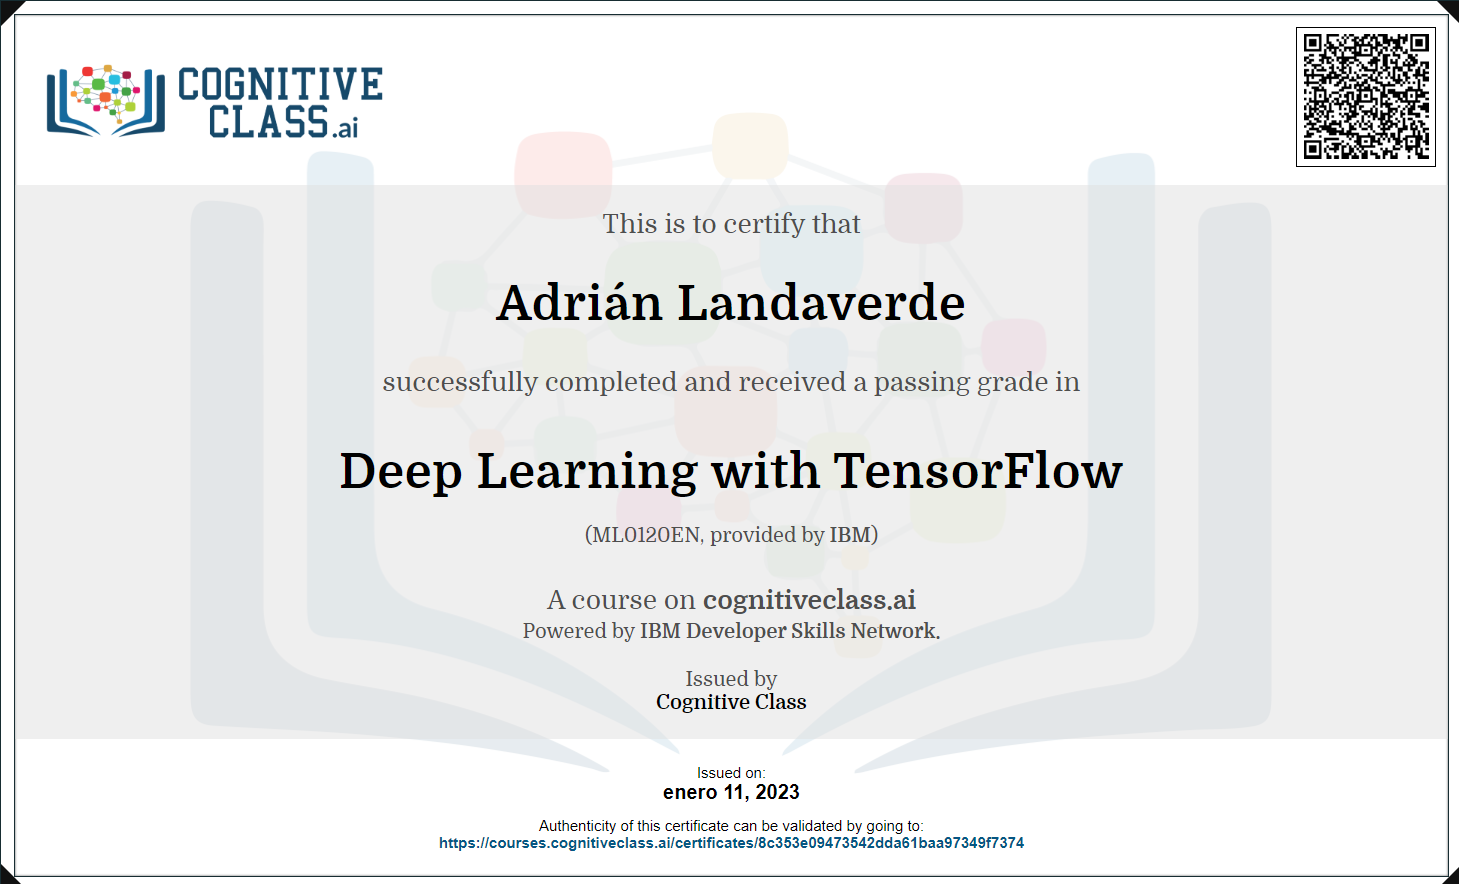 COGNITIVE
CLASS.ai
This is to certify that
Adrián Landaverde
successfully completed and received a passing grade in
Deep Learning with TensorFlow
(ML0120EN, provided by IBM)
A course on cognitiveclass.ai
Powered by IBM Developer Skills Network.
Issued by
Cognitive Class
Issued on:
enero 11, 2023
Authenticity of this certificate can be validated by going to:
https://courses.cognitiveclass.ai/certificates/8c353e09473542dda61baa97349f7374